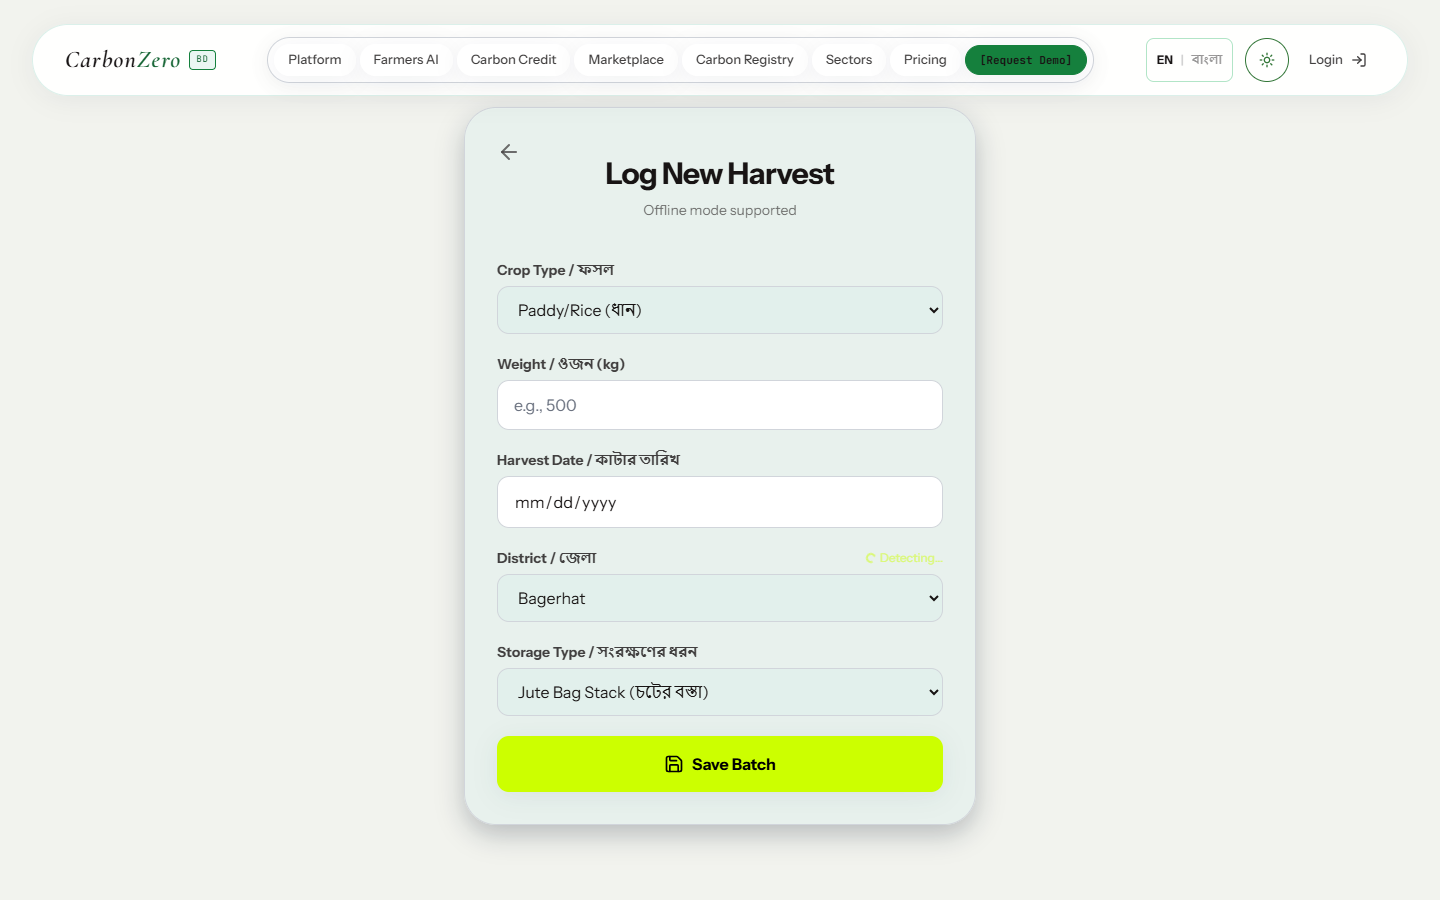 CarbonZero BD
Platform
Farmers AI
Carbon Credit
Marketplace
Carbon Registry
Sectors
Pricing
[Request Demo]
EN | বাংলা
Login
Log New Harvest
Offline mode supported
Crop Type / ফসল
Paddy/Rice (ধান)
Weight / ওজন (kg)
e.g., 500
Harvest Date / কাটার তারিখ
mm/dd/yyyy
District / জেলা
Detecting...
Bagerhat
Storage Type / সংরক্ষণের ধরন
Jute Bag Stack (চটের বস্তা)
Save Batch